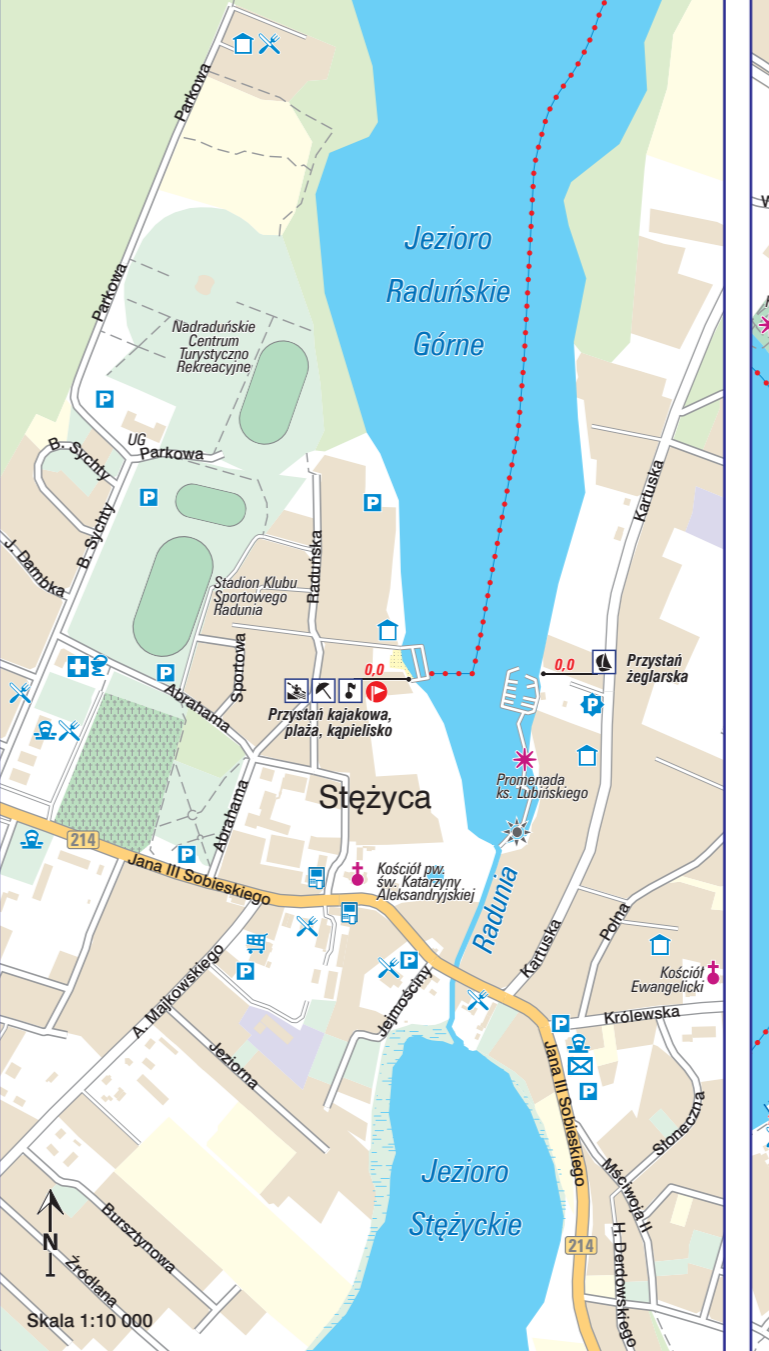 Parkowa
Jezioro
Raduńskie
Górne
Parkowa
Nadraduńskie
Centrum
Turystyczno
Rekreacyjne
P
UG
Parkowa
B. Sychty
B. Sychty
P
P
Kartuska
J. Dambka
Raduńska
Stadion Klubu
Sportowego
Radunia
Sportowa
P
0,0
0,0
Przystań
żeglarska
Abrahama
Przystań kajakowa,
plaża, kąpielisko
P
Promenada
ks. Lubińskiego
Stężyca
Abrahama
214
P
Jana III Sobieskiego
Kościół pw.
św. Katarzyny
Aleksandryjskiej
Radunia
Kartuska
Polna
A. Majkowskiego
P
P
Jejmościny
Kościół
Ewangelicki
P
Królewska
Jeziorna
Jana III Sobieskiego
P
Słoneczna
Jezioro
Stężyckie
Mściwoja II
Bursztynowa
N
214
H. Derdowskiego
Źródlana
Skala 1:10 000